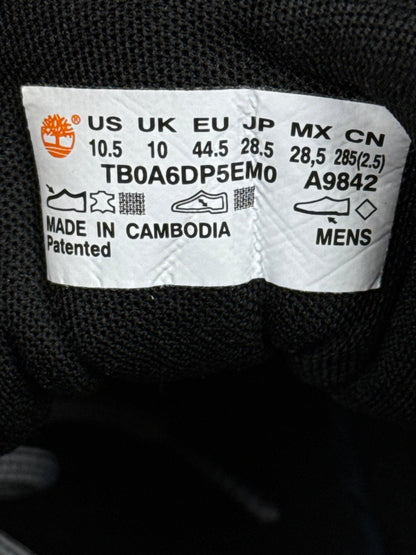 ® US UK EU JP MX CN
10.5 10 44.5 28.5 28,5 285(2.5)
TB0A6DP5EM0 A9842
MADE IN CAMBODIA
Patented MENS